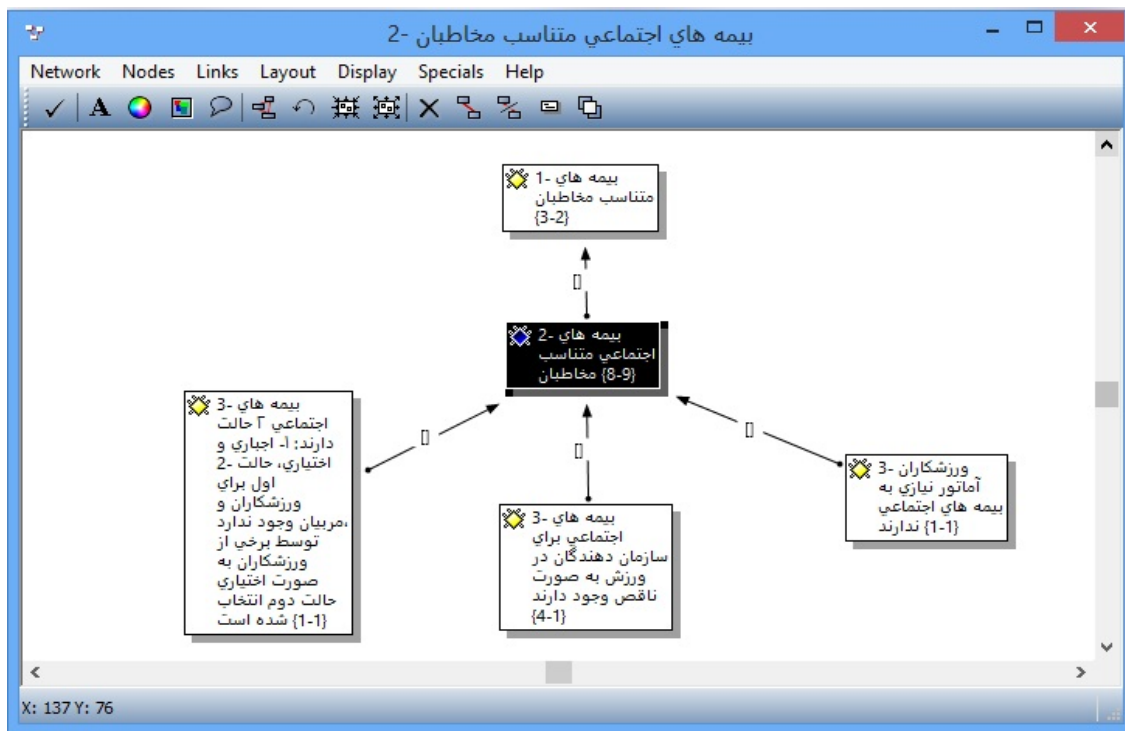 بيمه هاي اجتماعي متناسب مخاطبان -2
Network Nodes Links Layout Display Specials Help
بيمه هاي -1
متناسب مخاطبان
{3-2}
بيمه هاي -2
اجتماعي متناسب
مخاطبان {8-9}
بيمه هاي -3
اجتماعي ۲ حالت
دارند: ۱- اجباري و
اختياري، حالت -2
اول براي
ورزشكاران و
مربيان وجود ندارد،
توسط برخي از
ورزشكاران به
صورت اختياري
حالت دوم انتخاب
شده است {1-1}
بيمه هاي -3
اجتماعي براي
سازمان دهندگان در
ورزش به صورت
ناقص وجود دارند
{4-1}
ورزشكاران -3
آماتور نيازي به
بيمه هاي اجتماعي
ندارند {1-1}
X: 137 Y: 76